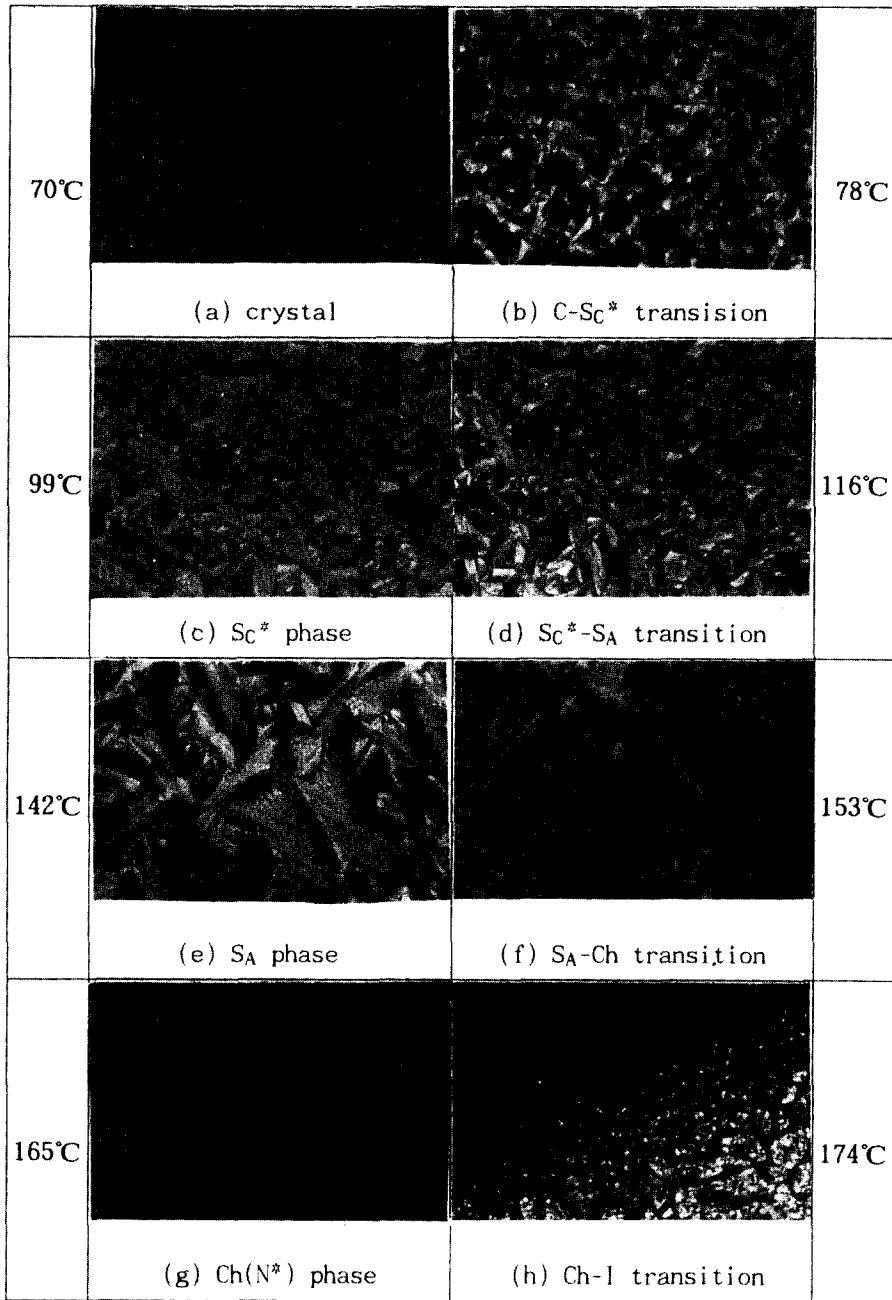 70℃
78℃
(a) crystal
(b) C-SC* transision
99℃
116℃
(c) SC* phase
(d) SC*-SA transition
142℃
153℃
(e) SA phase
(f) SA-Ch transition
165℃
174℃
(g) Ch(N*) phase
(h) Ch-I transition